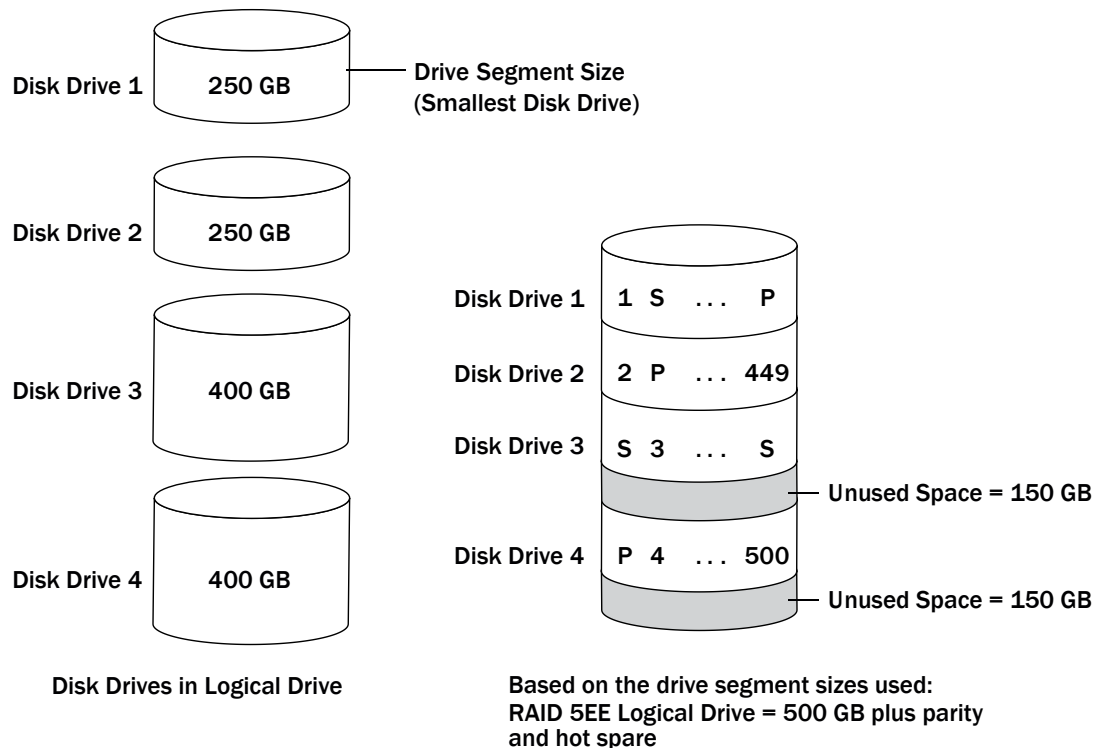 Disk Drive 1
250 GB
Drive Segment Size
(Smallest Disk Drive)
Disk Drive 2
250 GB
Disk Drive 3
400 GB
Disk Drive 4
400 GB
Disk Drives in Logical Drive
Disk Drive 1
1 S ... P
Disk Drive 2
2 P ... 449
Disk Drive 3
S 3 ... S
Unused Space = 150 GB
Disk Drive 4
P 4 ... 500
Unused Space = 150 GB
Based on the drive segment sizes used:
RAID 5EE Logical Drive = 500 GB plus parity
and hot spare